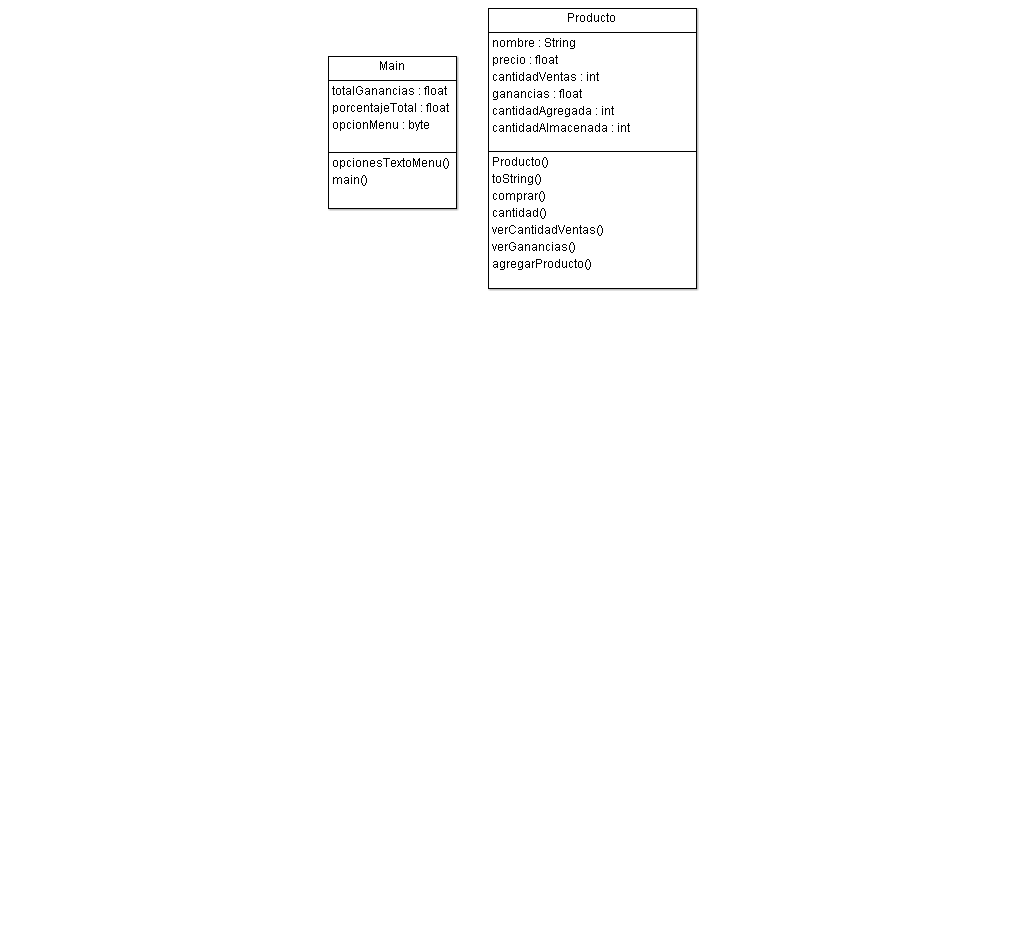 Main
totalGanancias : float
porcentajeTotal : float
opcionMenu : byte
opcionesTextoMenu()
main()
Producto
nombre : String
precio : float
cantidadVentas : int
ganancias : float
cantidadAgregada : int
cantidadAlmacenada : int
Producto()
toString()
comprar()
cantidad()
verCantidadVentas()
verGanancias()
agregarProducto()